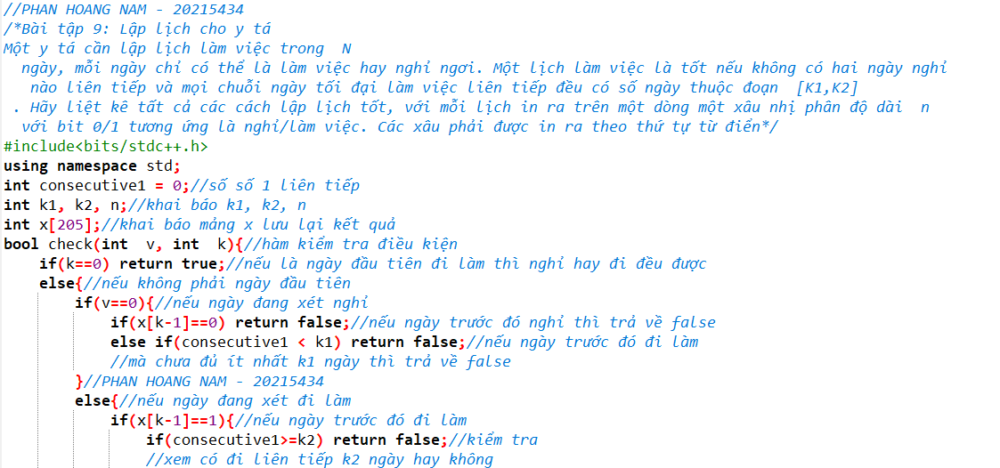 //PHAN HOANG NAM - 20215434
/*Bài tập 9: Lập lịch cho y tá
Một y tá cần lập lịch làm việc trong  N
  ngày, mỗi ngày chỉ có thể là làm việc hay nghỉ ngơi. Một lịch làm việc là tốt nếu không có hai ngày nghỉ
   nào liên tiếp và mọi chuỗi ngày tối đại làm việc liên tiếp đều có số ngày thuộc đoạn  [K1,K2]
 . Hãy liệt kê tất cả các cách lập lịch tốt, với mỗi lịch in ra trên một dòng một xâu nhị phân độ dài  n
  với bit 0/1 tương ứng là nghỉ/làm việc. Các xâu phải được in ra theo thứ tự từ điển*/
#include<bits/stdc++.h>
using namespace std;
int consecutive1 = 0;//số số 1 liên tiếp
int k1, k2, n;//khai báo k1, k2, n
int x[205];//khai báo mảng x lưu lại kết quả
bool check(int  v, int  k){//hàm kiểm tra điều kiện
    if(k==0) return true;//nếu là ngày đầu tiên đi làm thì nghỉ hay đi đều được
    else{//nếu không phải ngày đầu tiên
        if(v==0){//nếu ngày đang xét nghỉ
            if(x[k-1]==0) return false;//nếu ngày trước đó nghỉ thì trả về false
            else if(consecutive1 < k1) return false;//nếu ngày trước đó đi làm
            //mà chưa đủ ít nhất k1 ngày thì trả về false
        }//PHAN HOANG NAM - 20215434
        else{//nếu ngày đang xét đi làm
            if(x[k-1]==1){//nếu ngày trước đó đi làm
                if(consecutive1>=k2) return false;//kiểm tra
                //xem có đi liên tiếp k2 ngày hay không